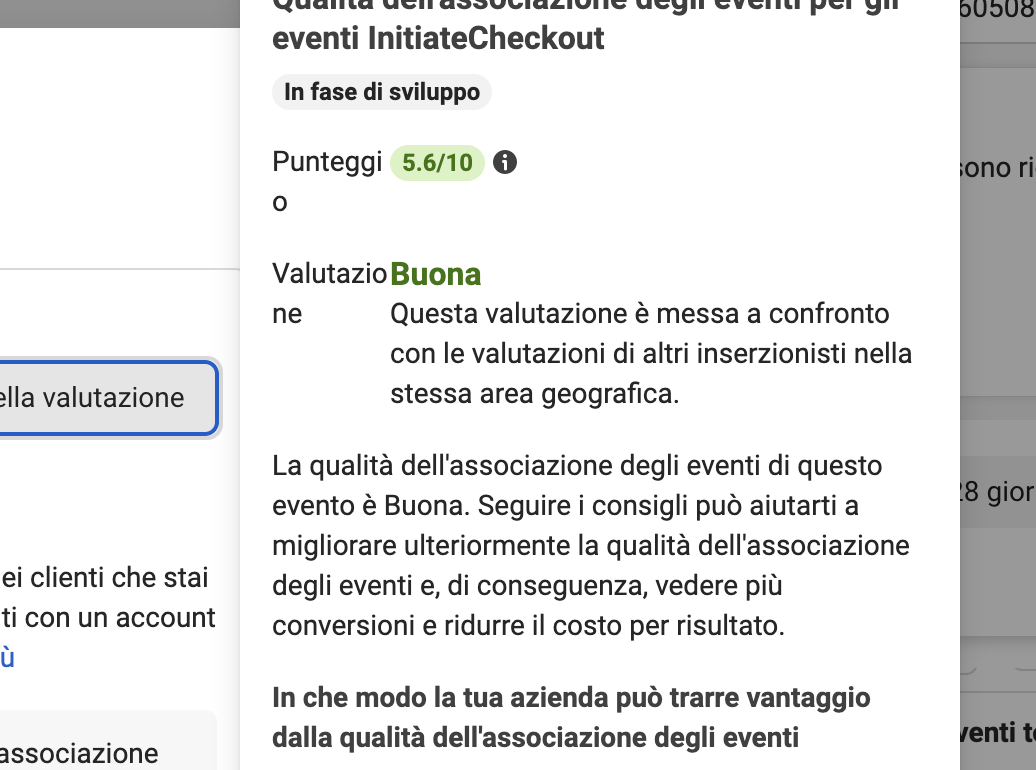 Qualità dell'associazione degli eventi per gli
eventi InitiateCheckout
In fase di sviluppo
Punteggi
o
5.6/10
Valutazio
ne
Buona
Questa valutazione è messa a confronto
con le valutazioni di altri inserzionisti nella
stessa area geografica.
La qualità dell'associazione degli eventi di questo
evento è Buona. Seguire i consigli può aiutarti a
migliorare ulteriormente la qualità dell'associazione
degli eventi e, di conseguenza, vedere più
conversioni e ridurre il costo per risultato.
In che modo la tua azienda può trarre vantaggio
dalla qualità dell'associazione degli eventi
ella valutazione
ei clienti che stai
ti con un account
ù
associazione
60508
sono ri
28 gior
venti t